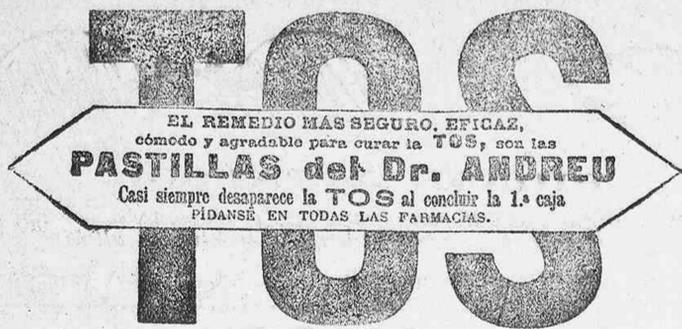 TOS
EL REMEDIO MÁS SEGURO, EFICAZ,
cómodo y agradable para curar la TOS, son las
PASTILLAS del Dr. ANDREU
Casi siempre desaparece la TOS al concluir la 1.ª caja
PÍDANSE EN TODAS LAS FARMACIAS.